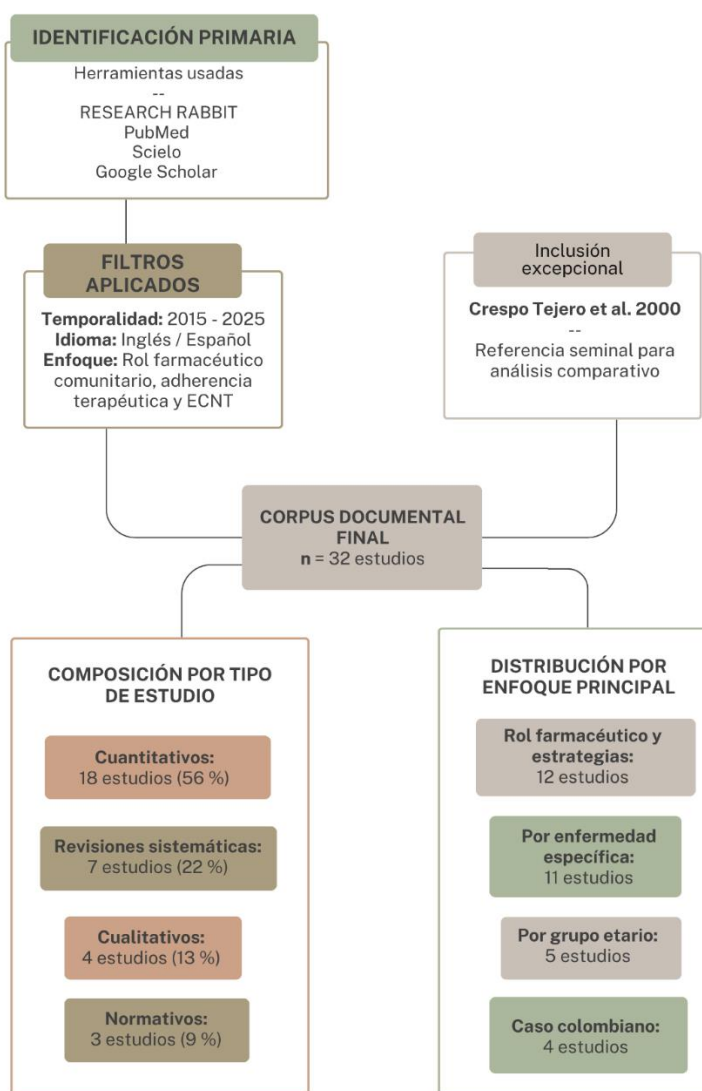 IDENTIFICACIÓN PRIMARIA
Herramientas usadas
--
RESEARCH RABBIT
PubMed
Scielo
Google Scholar
FILTROS
APLICADOS
Temporalidad: 2015 - 2025
Idioma: Inglés / Español
Enfoque: Rol farmacéutico
comunitario, adherencia
terapéutica y ECNT
Inclusión
excepcional
Crespo Tejero et al. 2000
--
Referencia seminal para
análisis comparativo
CORPUS DOCUMENTAL
FINAL
n = 32 estudios
COMPOSICIÓN POR TIPO
DE ESTUDIO
Cuantitativos:
18 estudios (56 %)
Revisiones sistemáticas:
7 estudios (22 %)
Cualitativos:
4 estudios (13 %)
Normativos:
3 estudios (9 %)
DISTRIBUCIÓN POR
ENFOQUE PRINCIPAL
Rol farmacéutico y
estrategias:
12 estudios
Por enfermedad
específica:
11 estudios
Por grupo etario:
5 estudios
Caso colombiano:
4 estudios